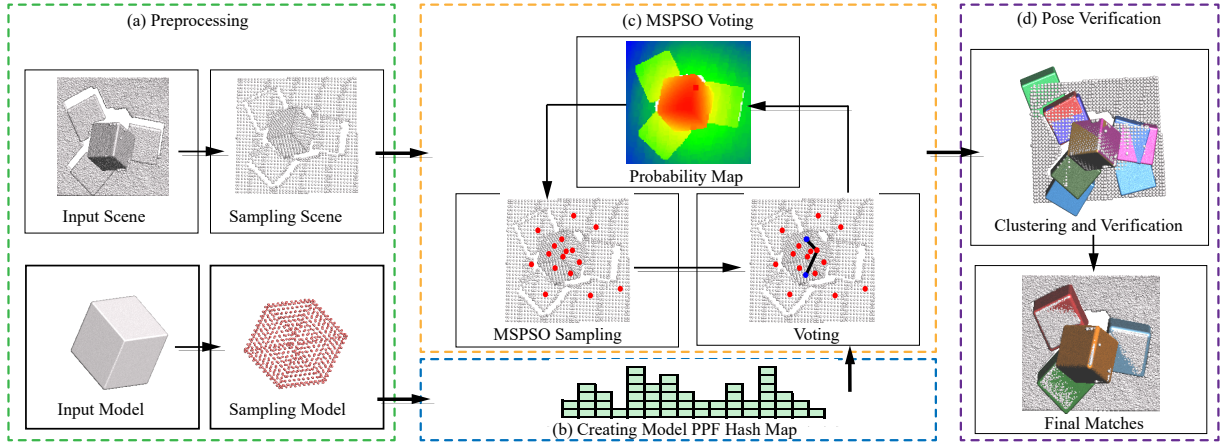 (a) Preprocessing
Input Scene
Sampling Scene
Input Model
Sampling Model
(b) Creating Model PPF Hash Map
(c) MSPSO Voting
Probability Map
MSPSO Sampling
Voting
(d) Pose Verification
Clustering and Verification
Final Matches